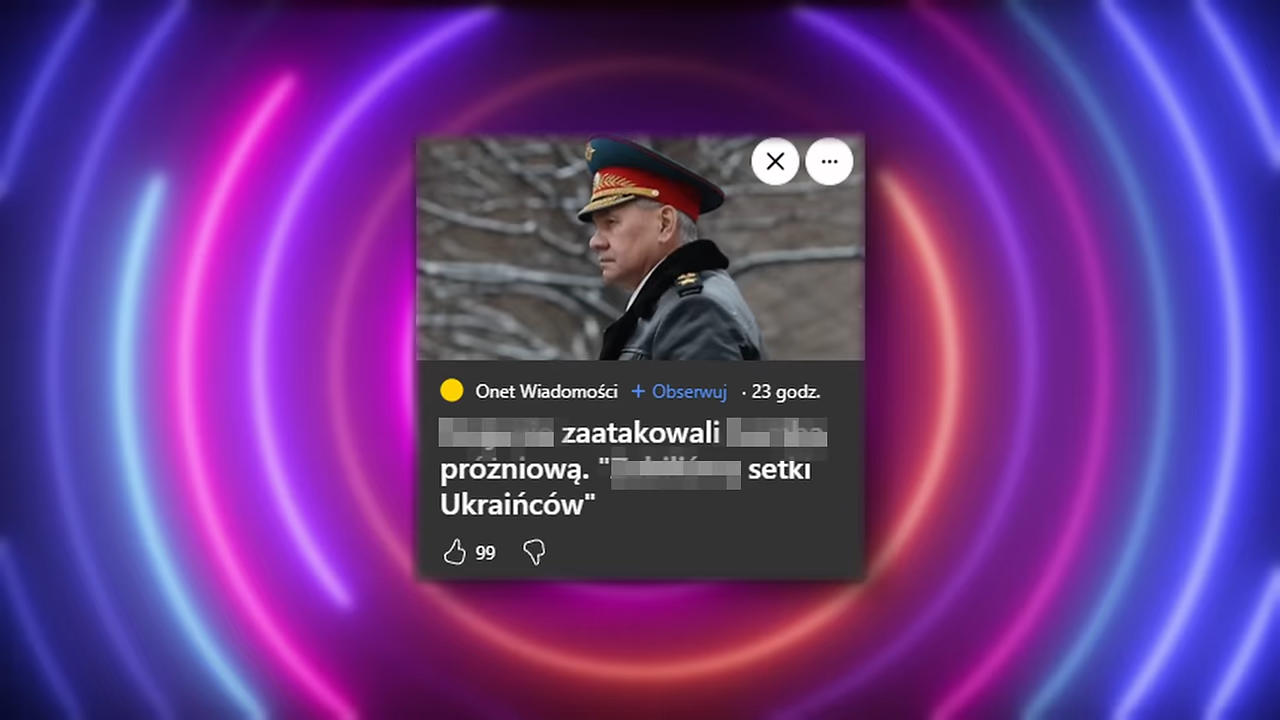 Onet Wiadomości + Obserwuj · 23 godz.
zaatakowali
próżniową. " setki
Ukraińców"
99